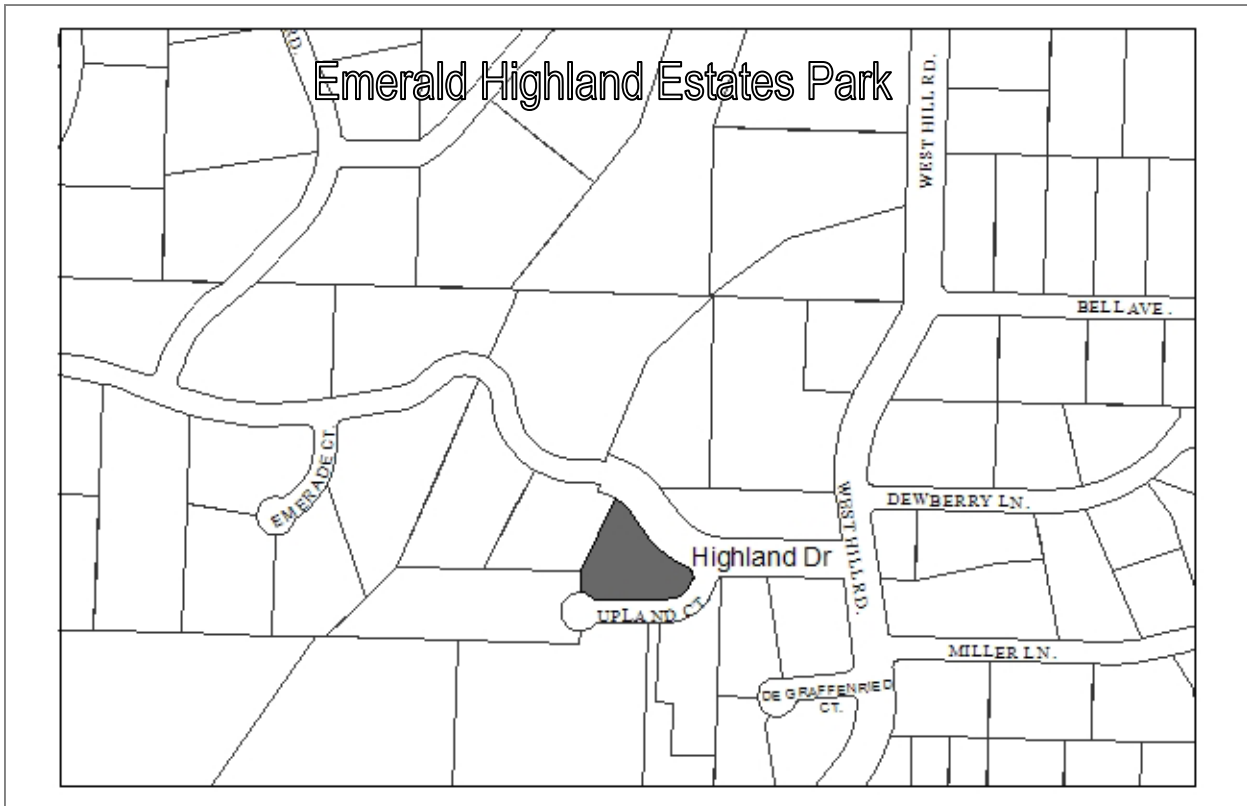 RD.
Emerald Highland Estates Park
WEST HILL RD.
BELL AVE.
EMERADE CT.
WEST HILL RD.
DEWBERRY LN.
Highland Dr
UPLAND CT.
MILLER LN.
DE GRAFFENRIED
CT.